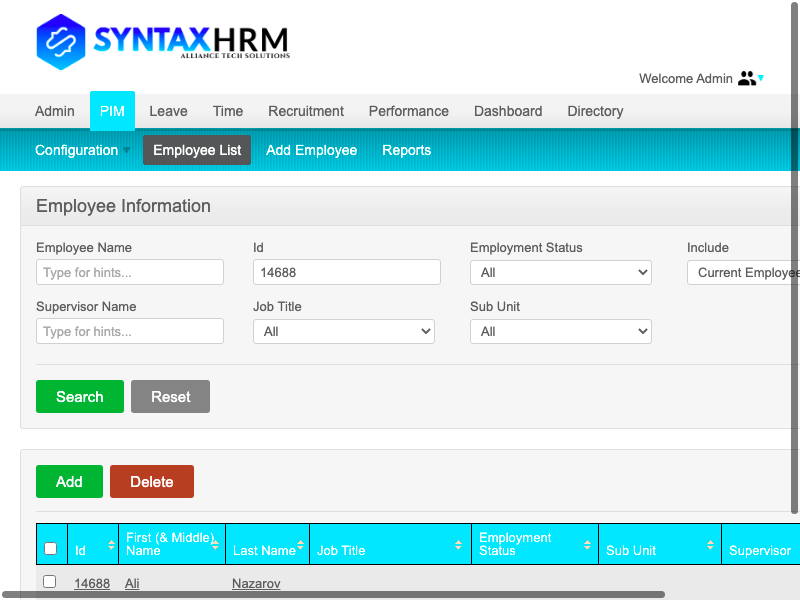 SYNTAXHRM
ALLIANCE TECH SOLUTIONS
Welcome Admin
Admin PIM Leave Time Recruitment Performance Dashboard Directory
Configuration Employee List Add Employee Reports
Employee Information
Employee Name Id Employment Status Include
Type for hints... 14688 All Current Employee
Supervisor Name Job Title Sub Unit
Type for hints... All All
Search Reset
Add Delete
Id First (& Middle) Name Last Name Job Title Employment Status Sub Unit Supervisor
14688 Ali Nazarov